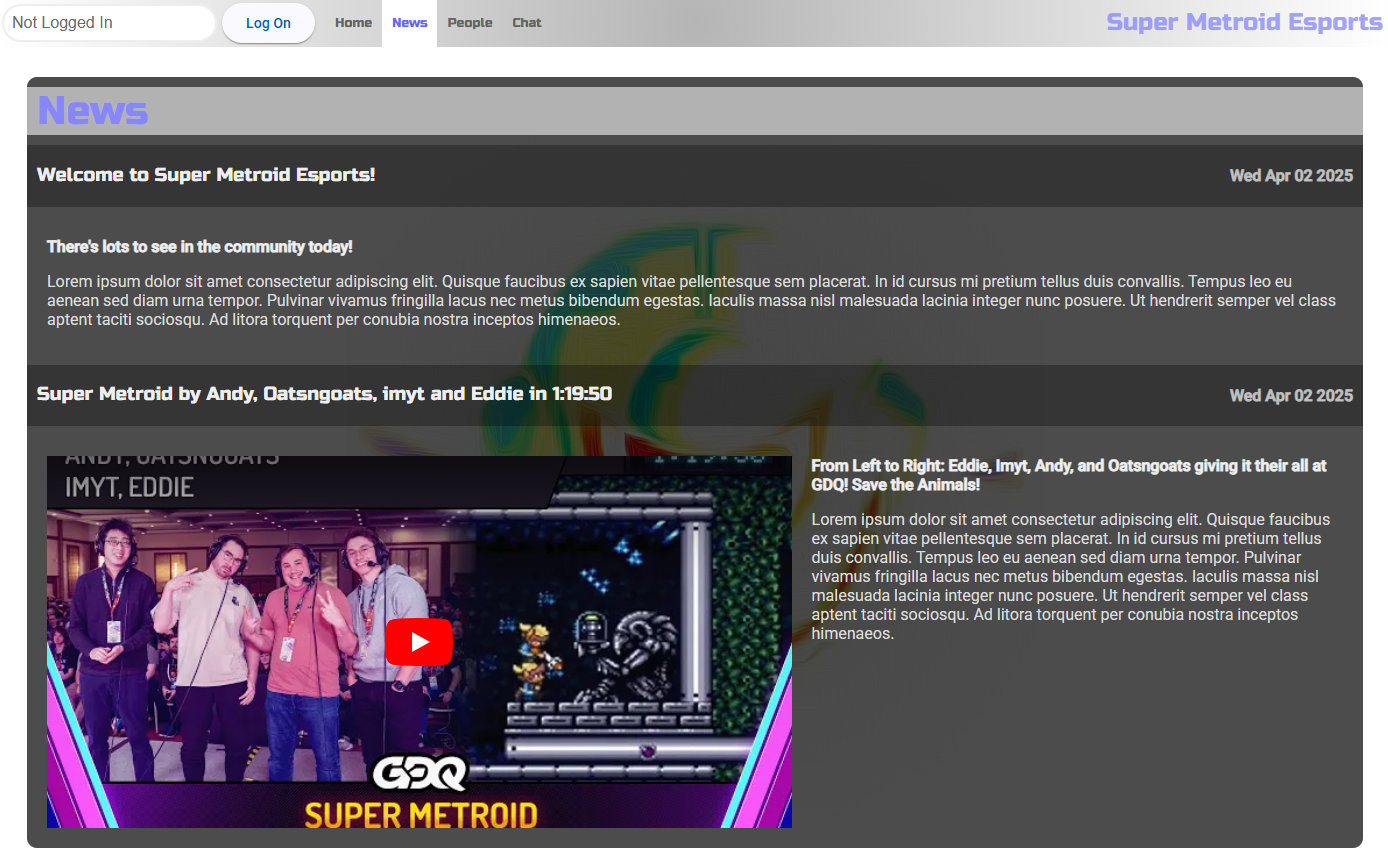 Not Logged In
Log On
Home
News
People
Chat
Super Metroid Esports
News
Welcome to Super Metroid Esports!
Wed Apr 02 2025
There's lots to see in the community today!
Lorem ipsum dolor sit amet consectetur adipiscing elit. Quisque faucibus ex sapien vitae pellentesque sem placerat. In id cursus mi pretium tellus duis convallis. Tempus leo eu
aenean sed diam urna tempor. Pulvinar vivamus fringilla lacus nec metus bibendum egestas. Iaculis massa nisl malesuada lacinia integer nunc posuere. Ut hendrerit semper vel class
aptent taciti sociosqu. Ad litora torquent per conubia nostra inceptos himenaeos.
Super Metroid by Andy, Oatsngoats, imyt and Eddie in 1:19:50
Wed Apr 02 2025
ANDY, OATSNGOATS
IMYT, EDDIE
GDQ
SUPER METROID
From Left to Right: Eddie, Imyt, Andy, and Oatsngoats giving it their all at
GDQ! Save the Animals!
Lorem ipsum dolor sit amet consectetur adipiscing elit. Quisque faucibus
ex sapien vitae pellentesque sem placerat. In id cursus mi pretium tellus
duis convallis. Tempus leo eu aenean sed diam urna tempor. Pulvinar
vivamus fringilla lacus nec metus bibendum egestas. Iaculis massa nisl
malesuada lacinia integer nunc posuere. Ut hendrerit semper vel class
aptent taciti sociosqu. Ad litora torquent per conubia nostra inceptos
himenaeos.